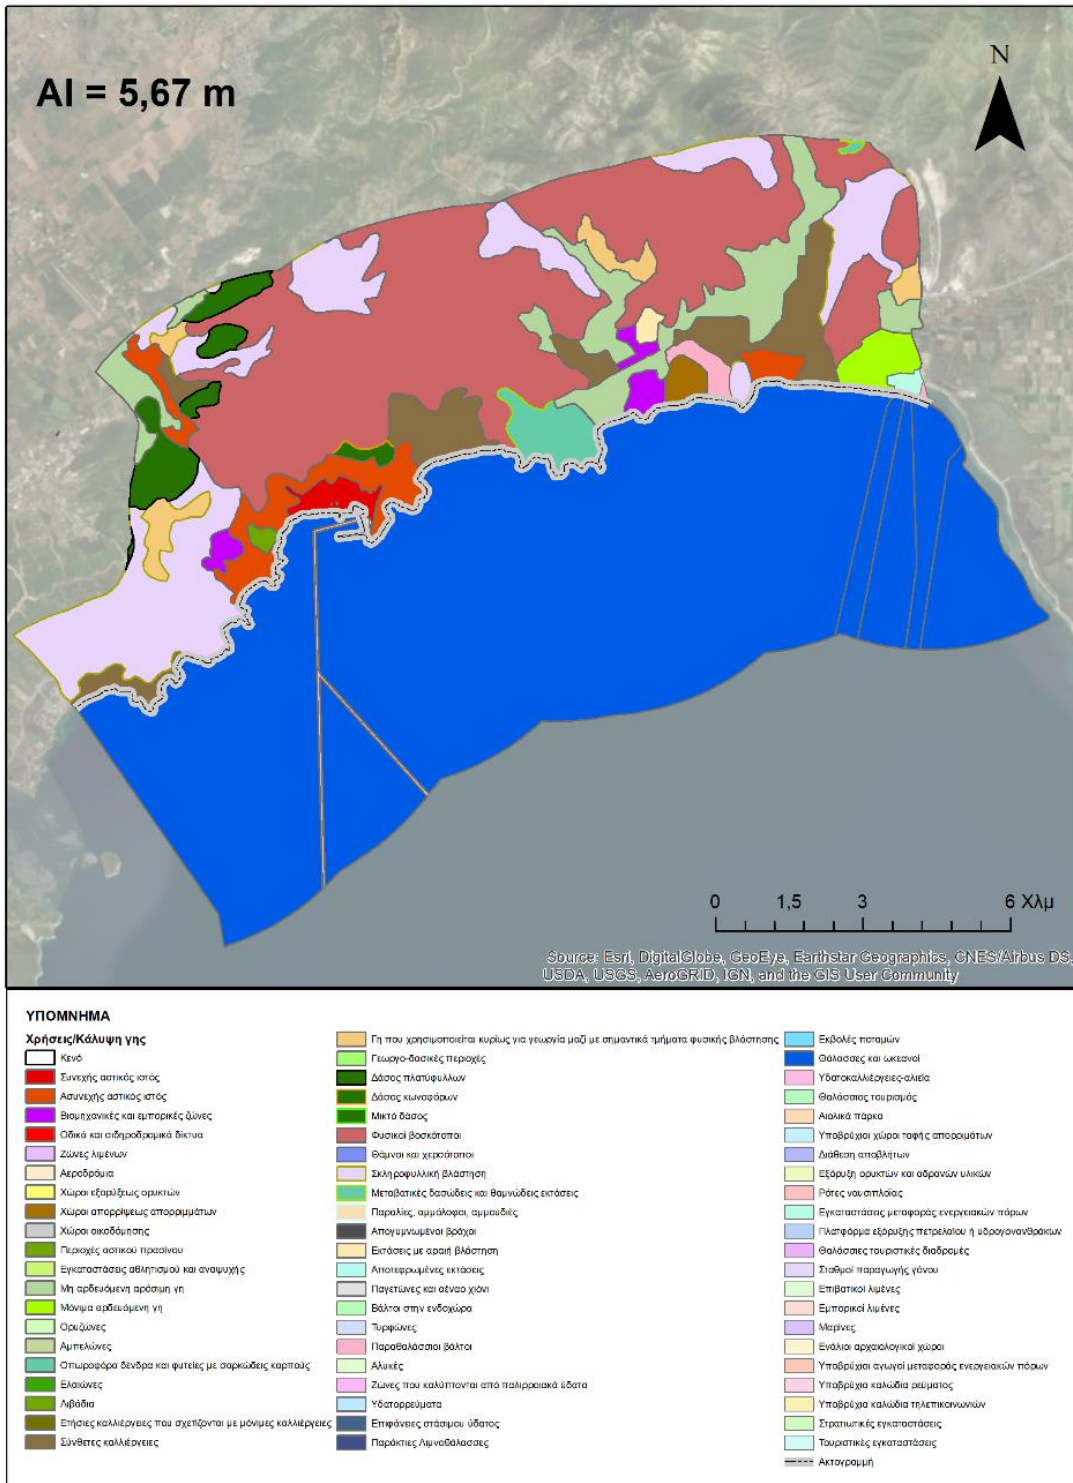 AI = 5,67 m
N
0 1,5 3 6 Χλμ
Source: Esri, DigitalGlobe, GeoEye, Earthstar Geographics, CNES/Airbus DS,
USDA, USGS, AeroGRID, IGN, and the GIS User Community
ΥΠΟΜΝΗΜΑ
Χρήσεις/Κάλυψη γης
Κενό
Συνεχής αστικός ιστός
Ασυνεχής αστικός ιστός
Βιομηχανικές και εμπορικές ζώνες
Οδικά και σιδηροδρομικά δίκτυα
Ζώνες λιμένων
Αεροδρόμια
Χώροι εξορύξεως ορυκτών
Χώροι απορρίψεως απορριμμάτων
Χώροι οικοδόμησης
Περιοχές αστικού πρασίνου
Εγκαταστάσεις αθλητισμού και αναψυχής
Μη αρδευόμενη αρόσιμη γη
Μόνιμα αρδευόμενη γη
Ορυζώνες
Αμπελώνες
Οπωροφόρα δένδρα και φυτείες με σαρκώδεις καρπούς
Ελαιώνες
Λιβάδια
Ετήσιες καλλιέργειες που σχετίζονται με μόνιμες καλλιέργειες
Σύνθετες καλλιέργειες
Γη που χρησιμοποιείται κυρίως για γεωργία μαζί με σημαντικά τμήματα φυσικής βλάστησης
Γεωργο-δασικές περιοχές
Δάσος πλατύφυλλων
Δάσος κωνοφόρων
Μικτό δάσος
Φυσικοί βοσκότοποι
Θάμνοι και χερσότοποι
Σκληροφυλλική βλάστηση
Μεταβατικές δασώδεις και θαμνώδεις εκτάσεις
Παραλίες, αμμόλοφοι, αμμουδιές
Απογυμνωμένοι βράχοι
Εκτάσεις με αραιή βλάστηση
Αποτεφρωμένες εκτάσεις
Παγετώνες και αέναο χιόνι
Βάλτοι στην ενδοχώρα
Τυρφώνες
Παραθαλάσσιοι βάλτοι
Αλυκές
Ζώνες που καλύπτονται από παλιρροιακά ύδατα
Υδατορρεύματα
Επιφάνειες στάσιμου ύδατος
Παράκτιες Λιμνοθάλασσες
Εκβολές ποταμών
Θάλασσες και ωκεανοί
Υδατοκαλλιέργειες-αλιεία
Θαλάσσιος τουρισμός
Αιολικά πάρκα
Υποβρύχιοι χώροι ταφής απορριμάτων
Διάθεση αποβλήτων
Εξόρυξη ορυκτών και αδρανών υλικών
Ρότες ναυσιπλοΐας
Εγκαταστάσεις μεταφοράς ενεργειακών πόρων
Πλατφόρμα εξόρυξης πετρελαίου ή υδρογονανθράκων
Θαλάσσιες τουριστικές διαδρομές
Σταθμοί παραγωγής γόνου
Επιβατικοί λιμένες
Εμπορικοί λιμένες
Μαρίνες
Ενάλιοι αρχαιολογικοί χώροι
Υποβρύχιοι αγωγοί μεταφοράς ενεργειακών πόρων
Υποβρύχια καλώδια ρεύματος
Υποβρύχια καλώδια τηλεπικοινωνιών
Στρατιωτικές εγκαταστάσεις
Τουριστικές εγκαταστάσεις
Ακτογραμμή